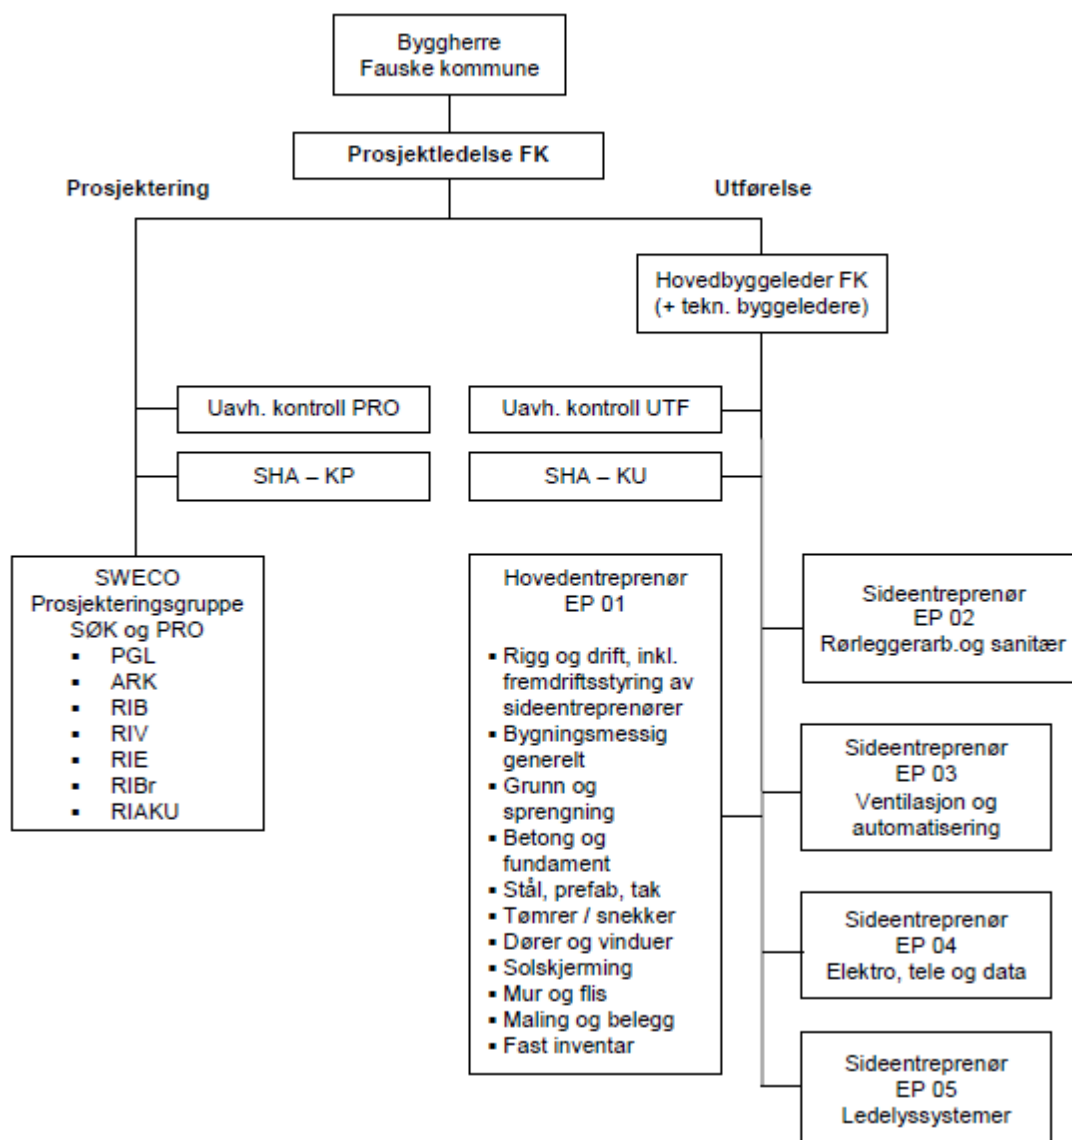 Byggherre
Fauske kommune
Prosjektledelse FK
Prosjektering
Utførelse
Hovedbyggeleder FK
(+ tekn. byggeledere)
Uavh. kontroll PRO
Uavh. kontroll UTF
SHA – KP
SHA – KU
SWECO
Prosjekteringsgruppe
SØK og PRO
▪ PGL
▪ ARK
▪ RIB
▪ RIV
▪ RIE
▪ RIBr
▪ RIAKU
Hovedentreprenør
EP 01
▪ Rigg og drift, inkl.
fremdriftsstyring av
sideentreprenører
▪ Bygningsmessig
generelt
▪ Grunn og
sprengning
▪ Betong og
fundament
▪ Stål, prefab, tak
▪ Tømrer / snekker
▪ Dører og vinduer
▪ Solskjerming
▪ Mur og flis
▪ Maling og belegg
▪ Fast inventar
Sideentreprenør
EP 02
Rørleggerarb.og sanitær
Sideentreprenør
EP 03
Ventilasjon og
automatisering
Sideentreprenør
EP 04
Elektro, tele og data
Sideentreprenør
EP 05
Ledelyssystemer